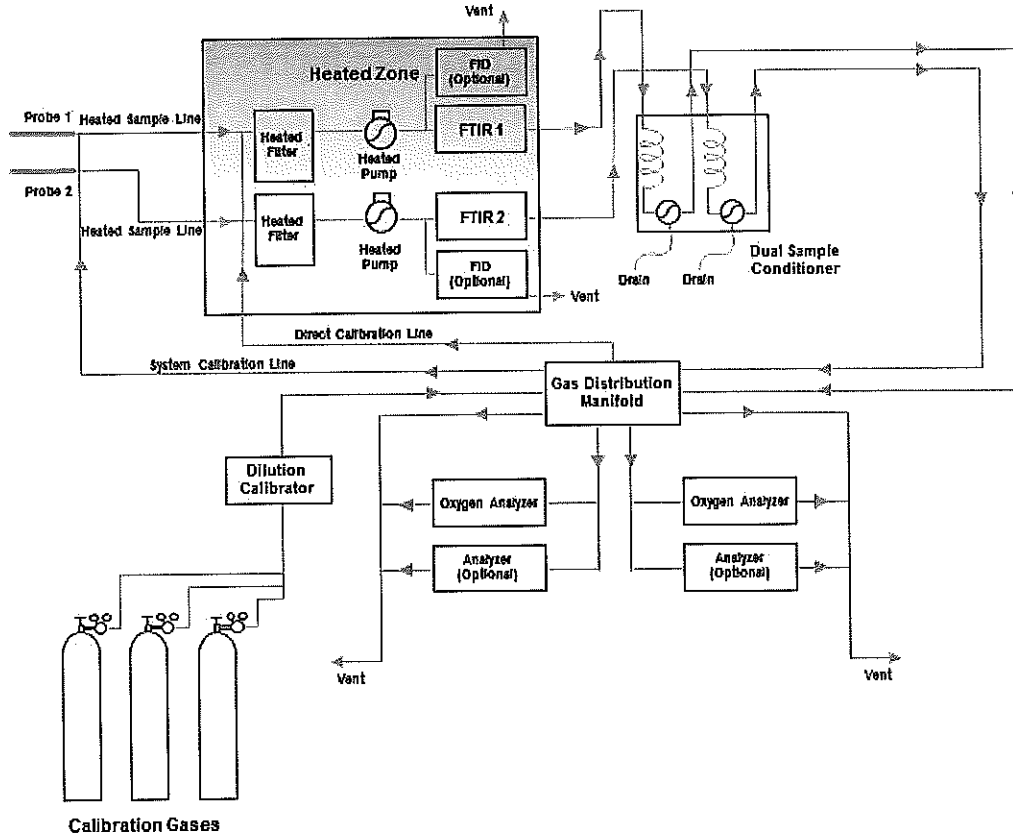 Vent
Heated Zone
FID
(Optional)
Probe 1
Heated Sample Line
Heated
Filter
FTIR 1
Heated
Pump
Probe 2
Heated Sample Line
Heated
Filter
FTIR 2
Heated
Pump
FID
(Optional)
Vent
Dual Sample
Conditioner
Drain
Drain
Direct Calibration Line
System Calibration Line
Gas Distribution
Manifold
Dilution
Calibrator
Oxygen Analyzer
Oxygen Analyzer
Analyzer
(Optional)
Analyzer
(Optional)
Vent
Vent
Calibration Gases